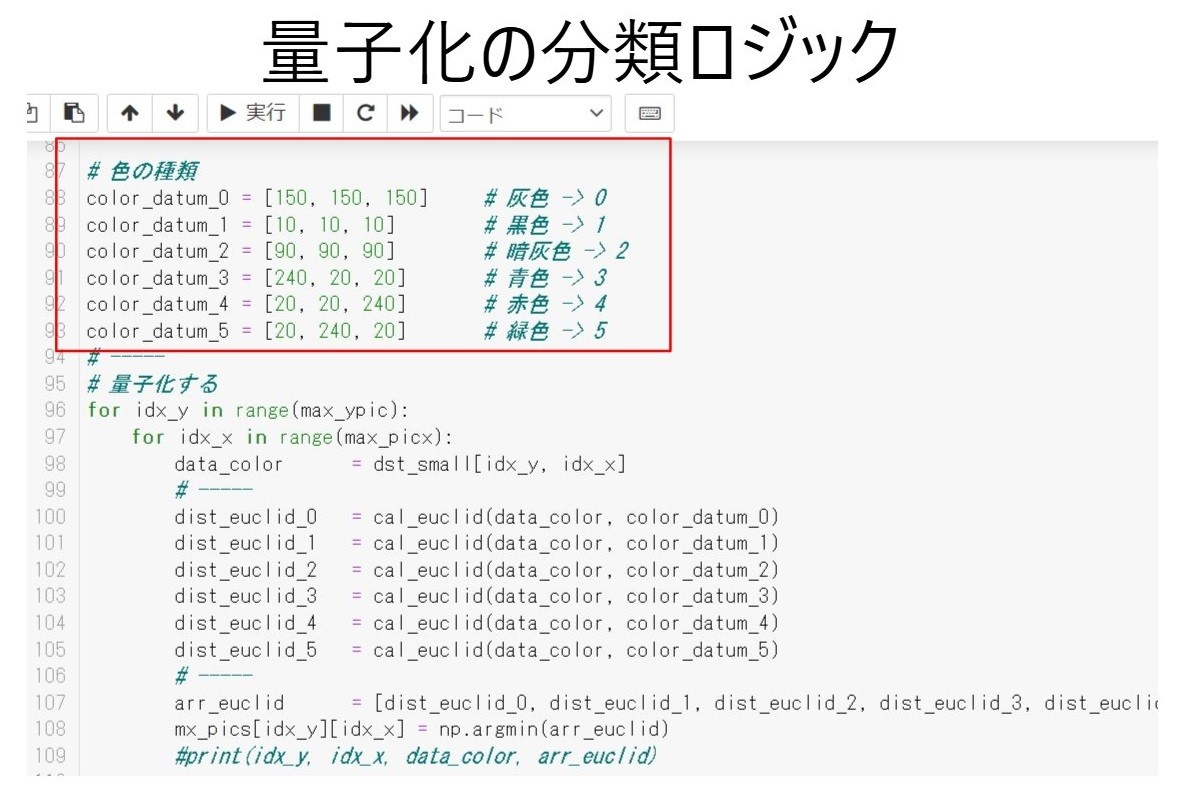 量子化の分類ロジック
実行 コード
86
87 # 色の種類
88 color_datum_0 = [150, 150, 150] # 灰色 -> 0
89 color_datum_1 = [10, 10, 10] # 黒色 -> 1
90 color_datum_2 = [90, 90, 90] # 暗灰色 -> 2
91 color_datum_3 = [240, 20, 20] # 青色 -> 3
92 color_datum_4 = [20, 20, 240] # 赤色 -> 4
93 color_datum_5 = [20, 240, 20] # 緑色 -> 5
94 # -----
95 # 量子化する
96 for idx_y in range(max_ypic):
97 for idx_x in range(max_picx):
98 data_color = dst_small[idx_y, idx_x]
99 # -----
100 dist_euclid_0 = cal_euclid(data_color, color_datum_0)
101 dist_euclid_1 = cal_euclid(data_color, color_datum_1)
102 dist_euclid_2 = cal_euclid(data_color, color_datum_2)
103 dist_euclid_3 = cal_euclid(data_color, color_datum_3)
104 dist_euclid_4 = cal_euclid(data_color, color_datum_4)
105 dist_euclid_5 = cal_euclid(data_color, color_datum_5)
106 # -----
107 arr_euclid = [dist_euclid_0, dist_euclid_1, dist_euclid_2, dist_euclid_3, dist_euclic
108 mx_pics[idx_y][idx_x] = np.argmin(arr_euclid)
109 #print(idx_y, idx_x, data_color, arr_euclid)